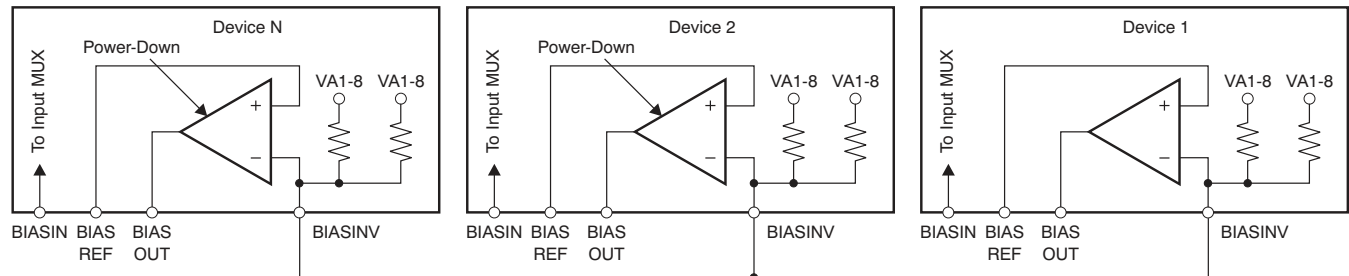 Device N
Power-Down
To Input MUX
VA1-8 VA1-8
+
−
BIASIN BIAS REF BIAS OUT BIASINV
Device 2
Power-Down
To Input MUX
VA1-8 VA1-8
+
−
BIASIN BIAS REF BIAS OUT BIASINV
Device 1
To Input MUX
VA1-8 VA1-8
+
−
BIASIN BIAS REF BIAS OUT BIASINV